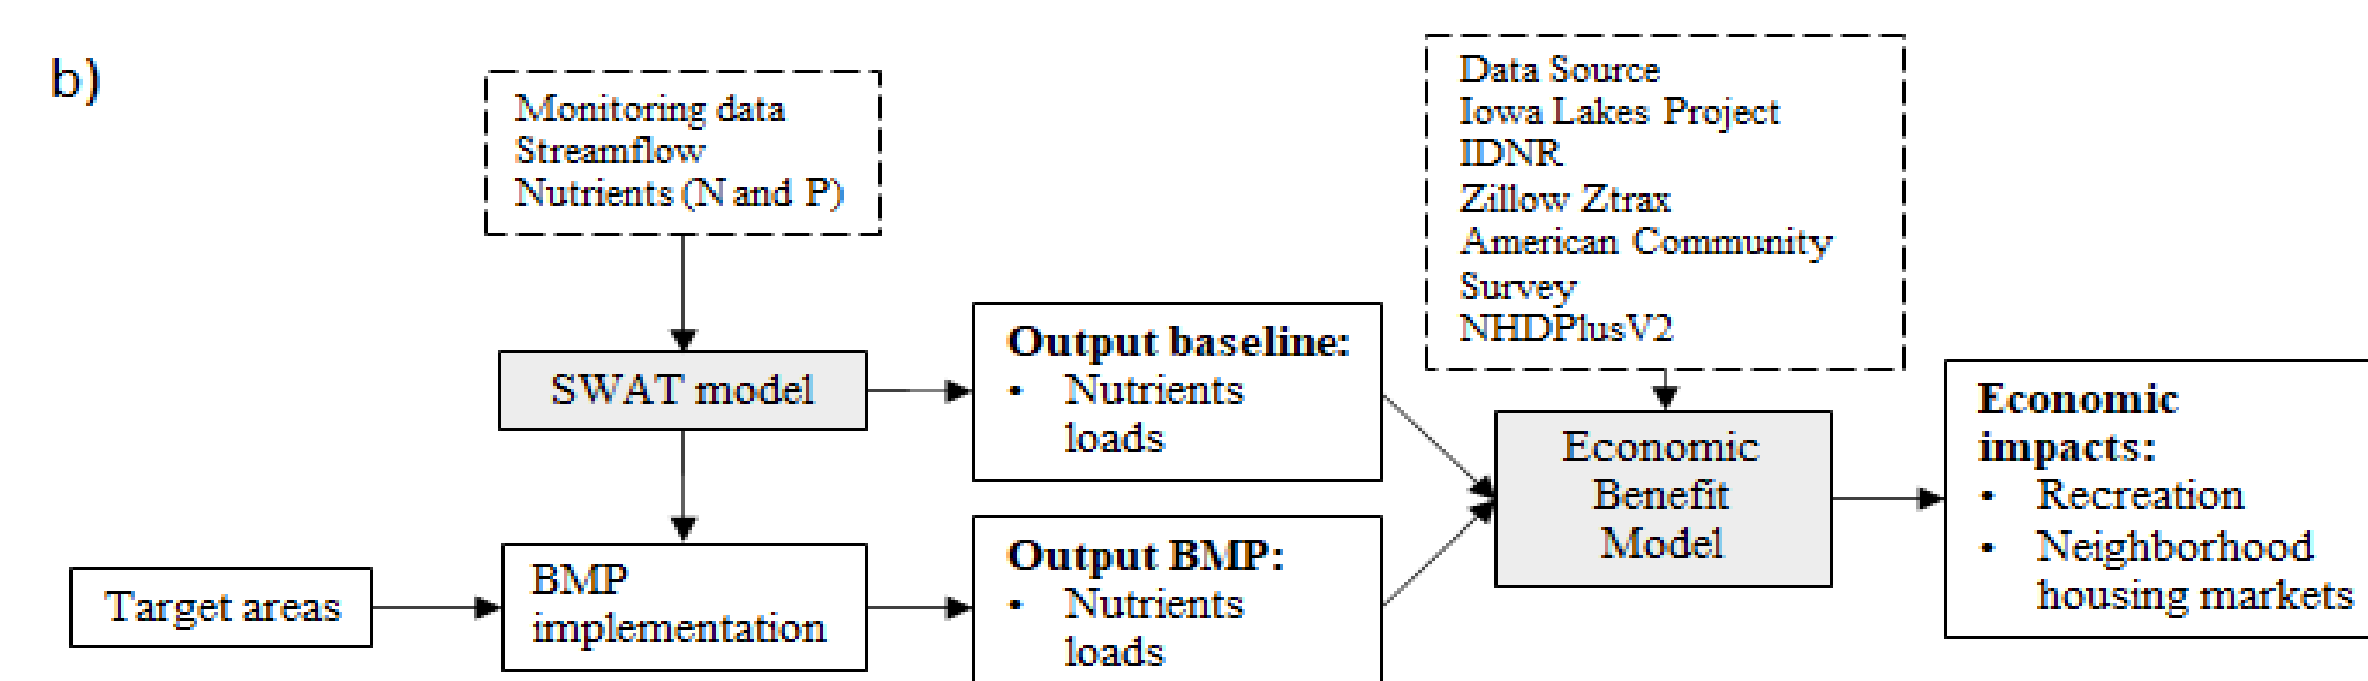 b)
Monitoring data
Streamflow
Nutrients (N and P)
Data Source
Iowa Lakes Project
IDNR
Zillow Ztrax
American Community
Survey
NHDPlusV2
SWAT model
Output baseline:
• Nutrients
loads
Economic
Benefit
Model
Economic
impacts:
• Recreation
• Neighborhood
housing markets
Target areas
BMP
implementation
Output BMP:
• Nutrients
loads